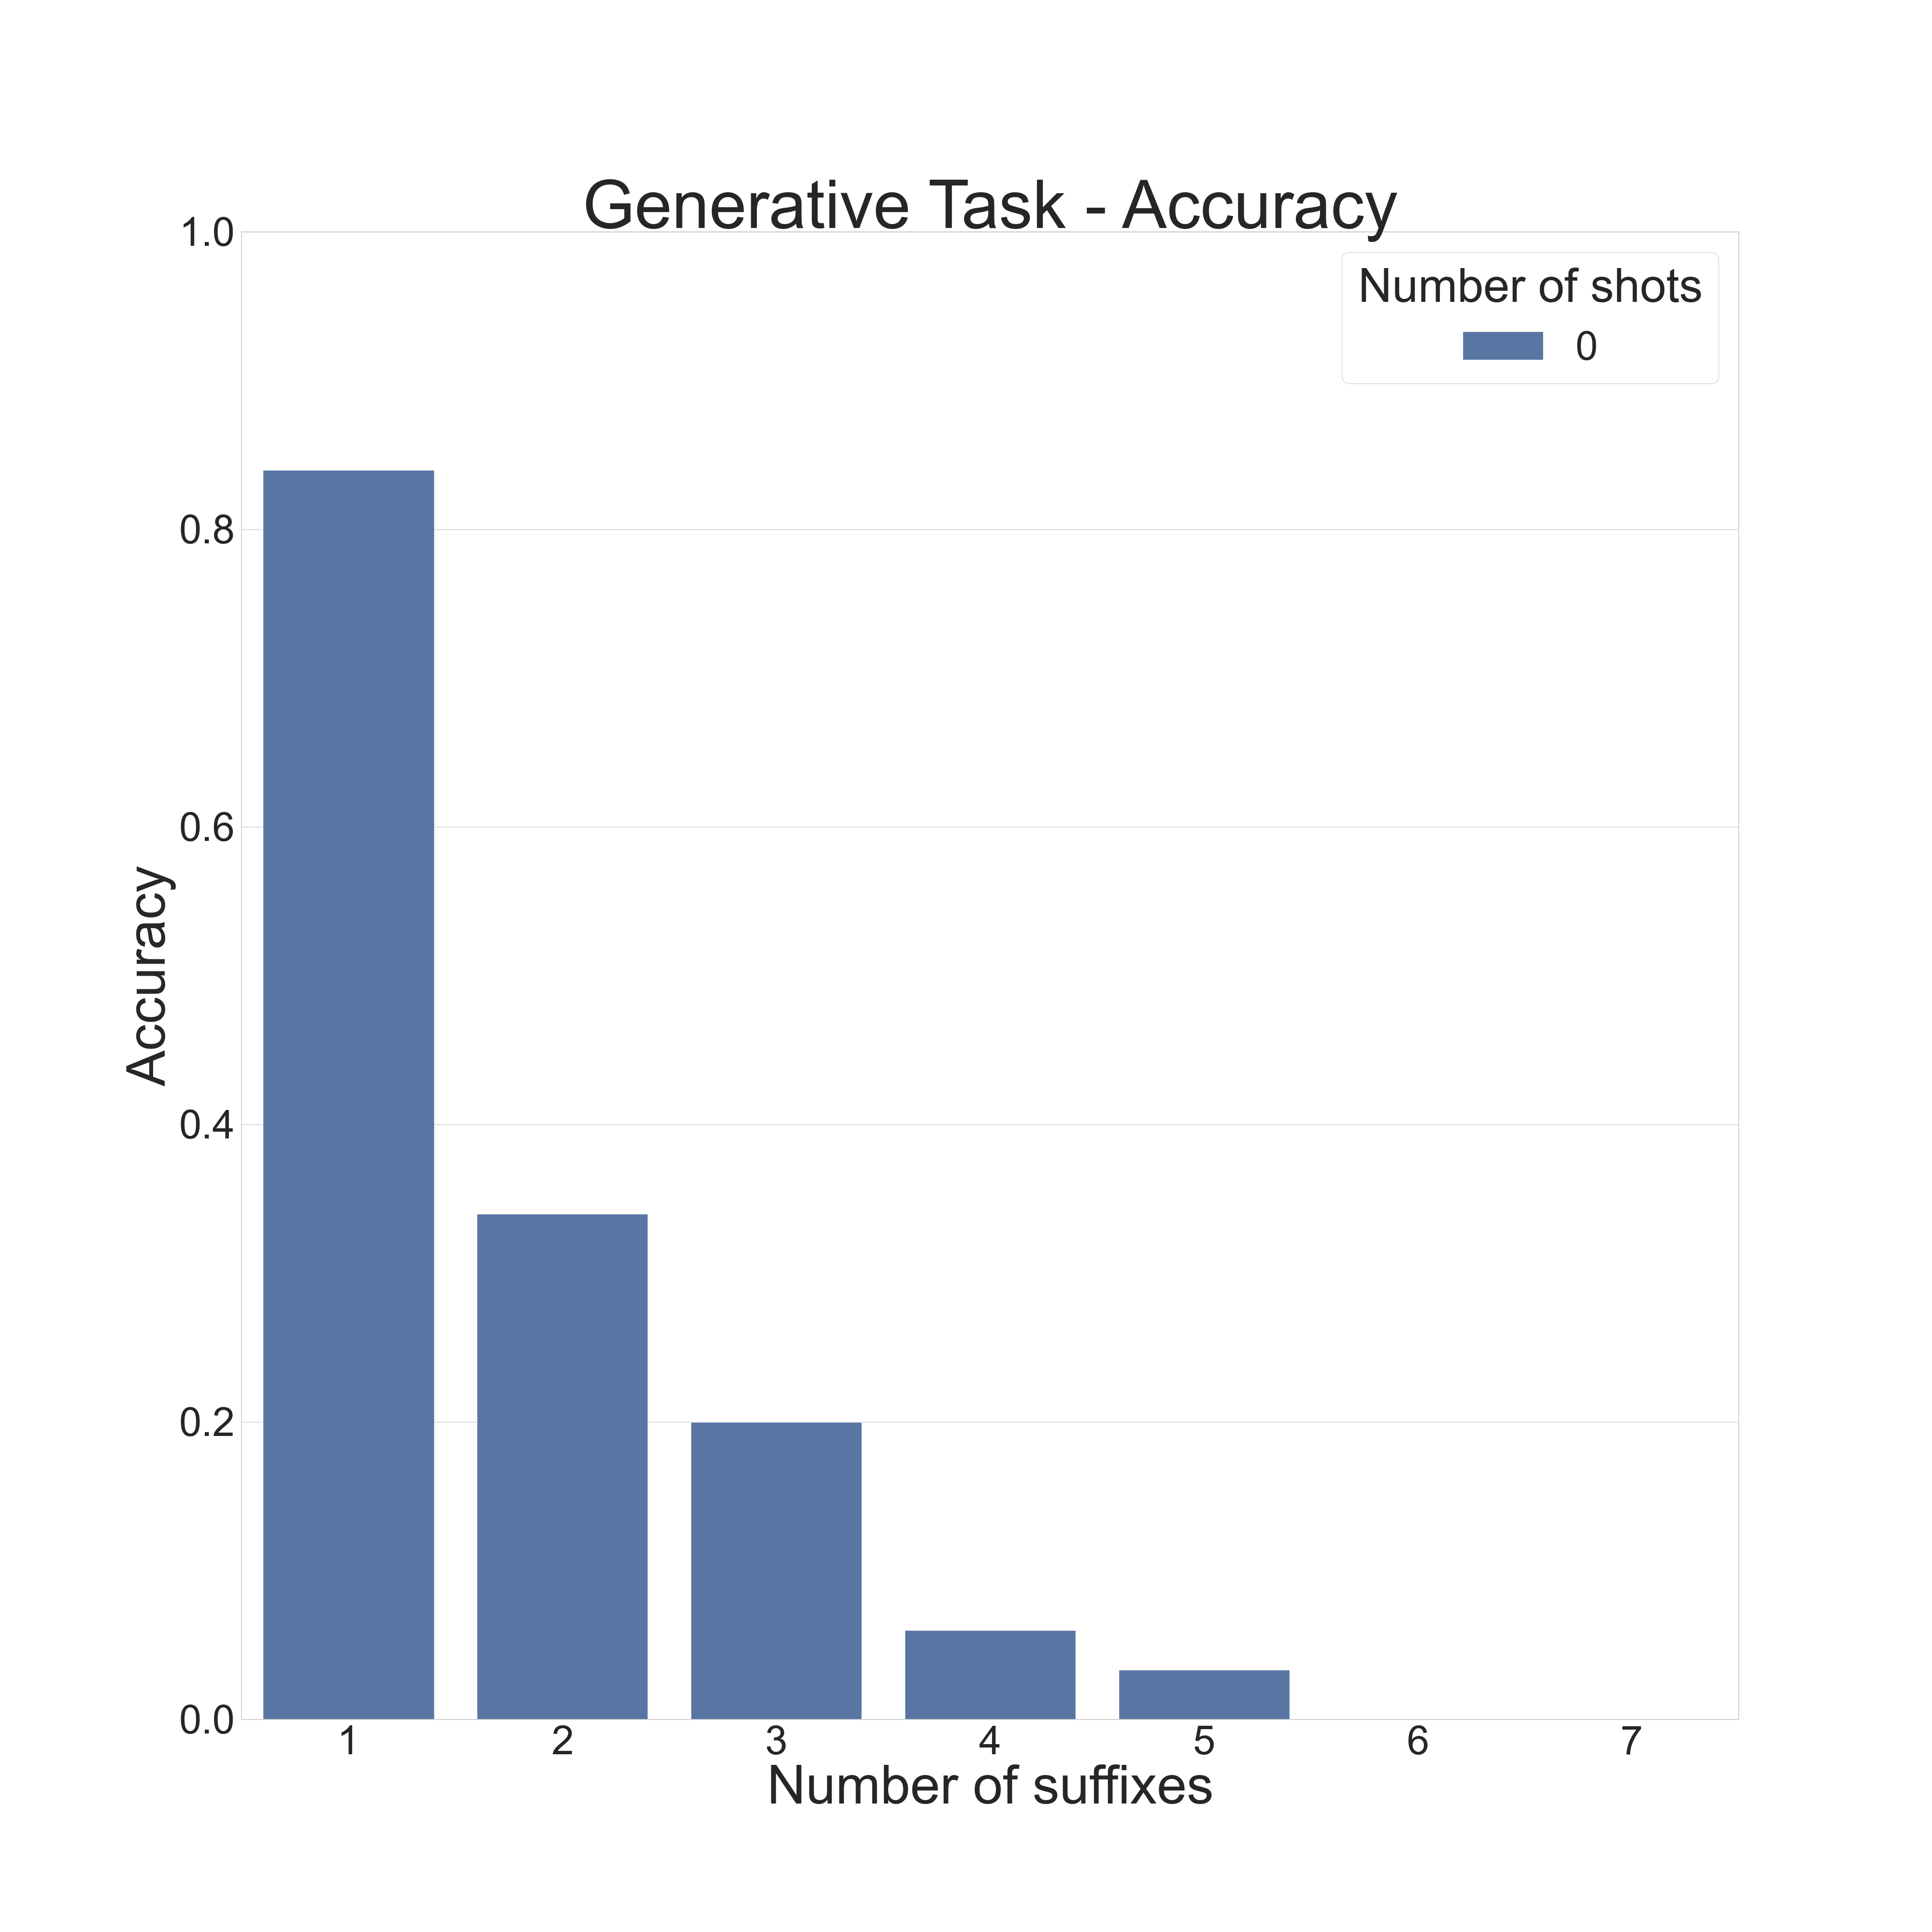 Generative Task - Accuracy
Number of shots
0
1.0
0.8
0.6
0.4
0.2
0.0
Accuracy
1 2 3 4 5 6 7
Number of suffixes